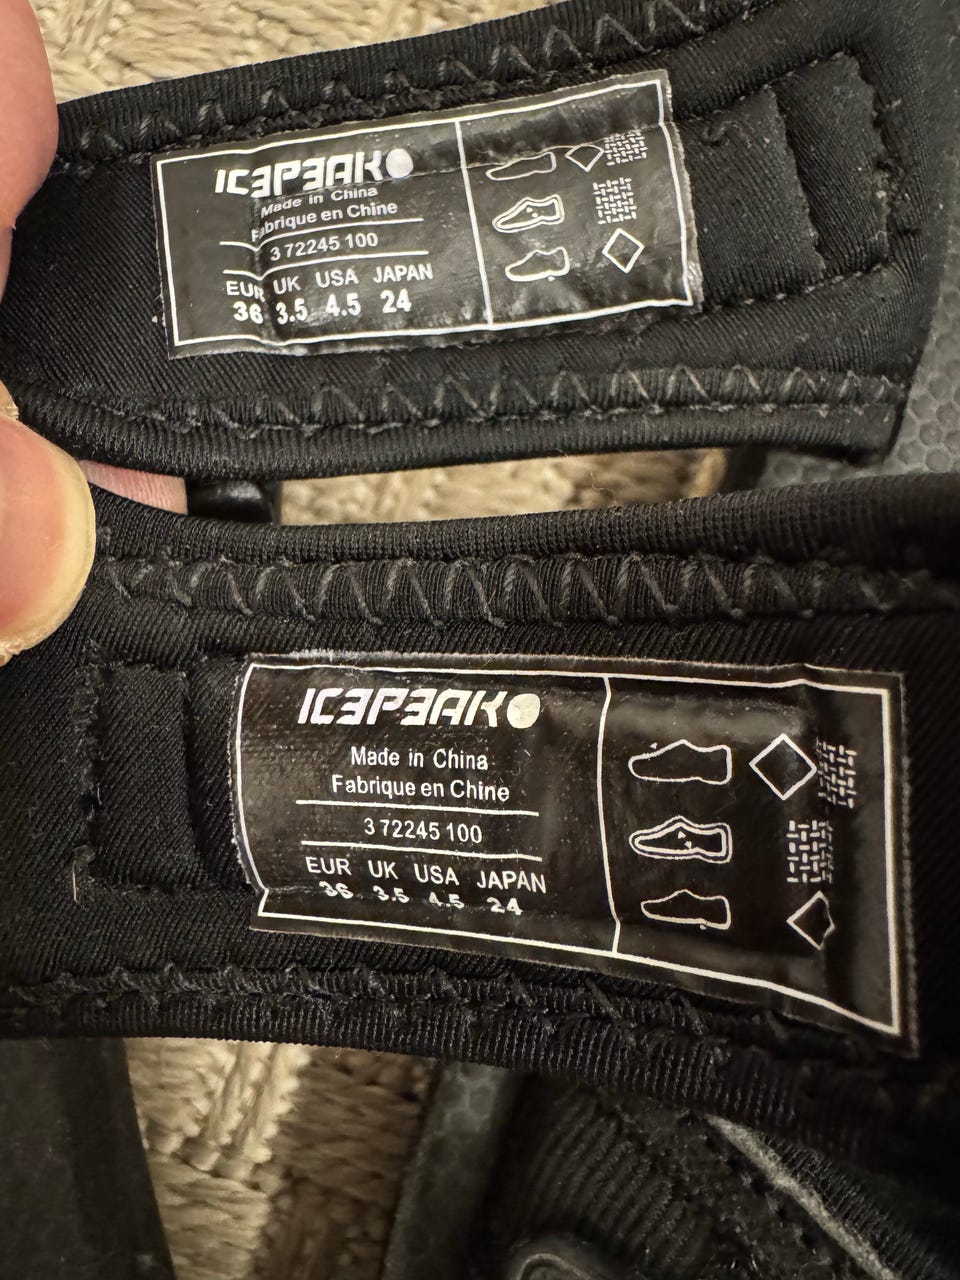 ICEPEAK
Made in China
Fabrique en Chine
3 72245 100
EUR UK USA JAPAN
36 3.5 4.5 24
ICEPEAK
Made in China
Fabrique en Chine
3 72245 100
EUR UK USA JAPAN
36 3.5 4.5 24